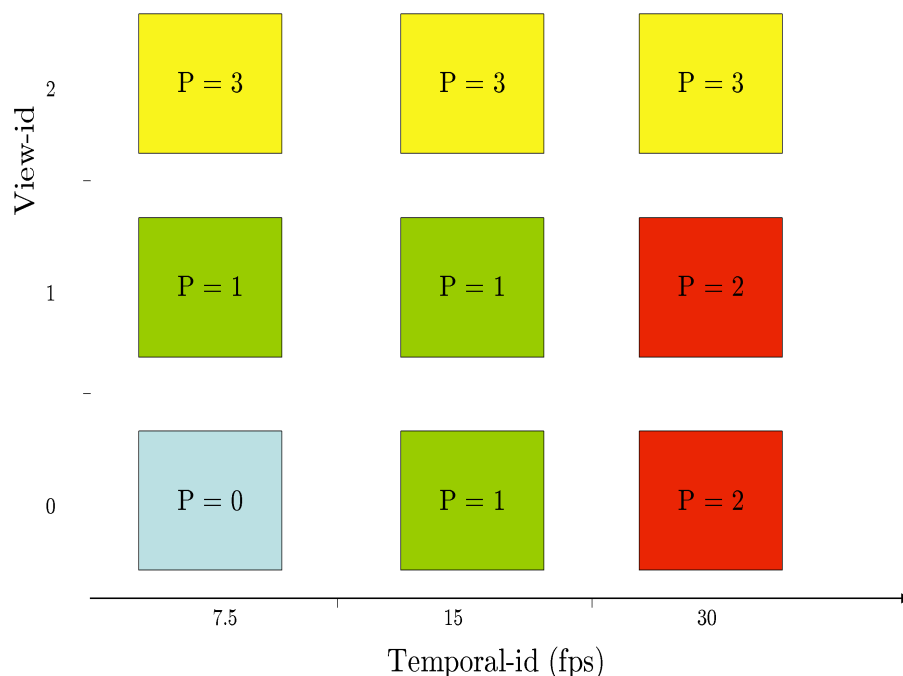 P = 3 P = 3 P = 3
2
View-id
P = 1 P = 1 P = 2
1
P = 0 P = 1 P = 2
0
7.5 15 30
Temporal-id (fps)